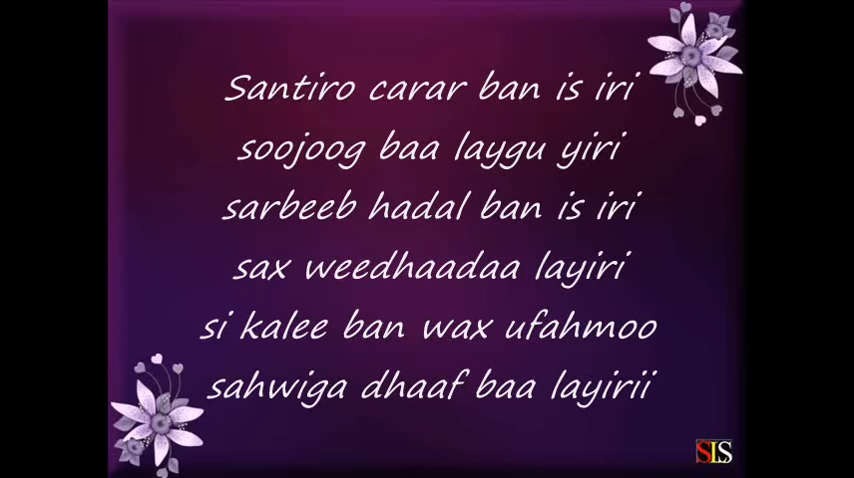 Santiro carar ban is iri
soojoog baa laygu yiri
sarbeeb hadal ban is iri
sax weedhaadaa layiri
si kalee ban wax ufahmoo
sahwiga dhaaf baa layirii
SLS